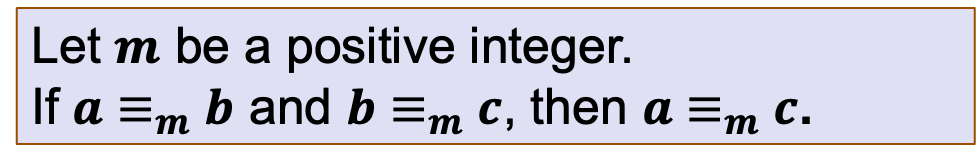 Let m be a positive integer.
If a ≡ₘ b and b ≡ₘ c, then a ≡ₘ c.